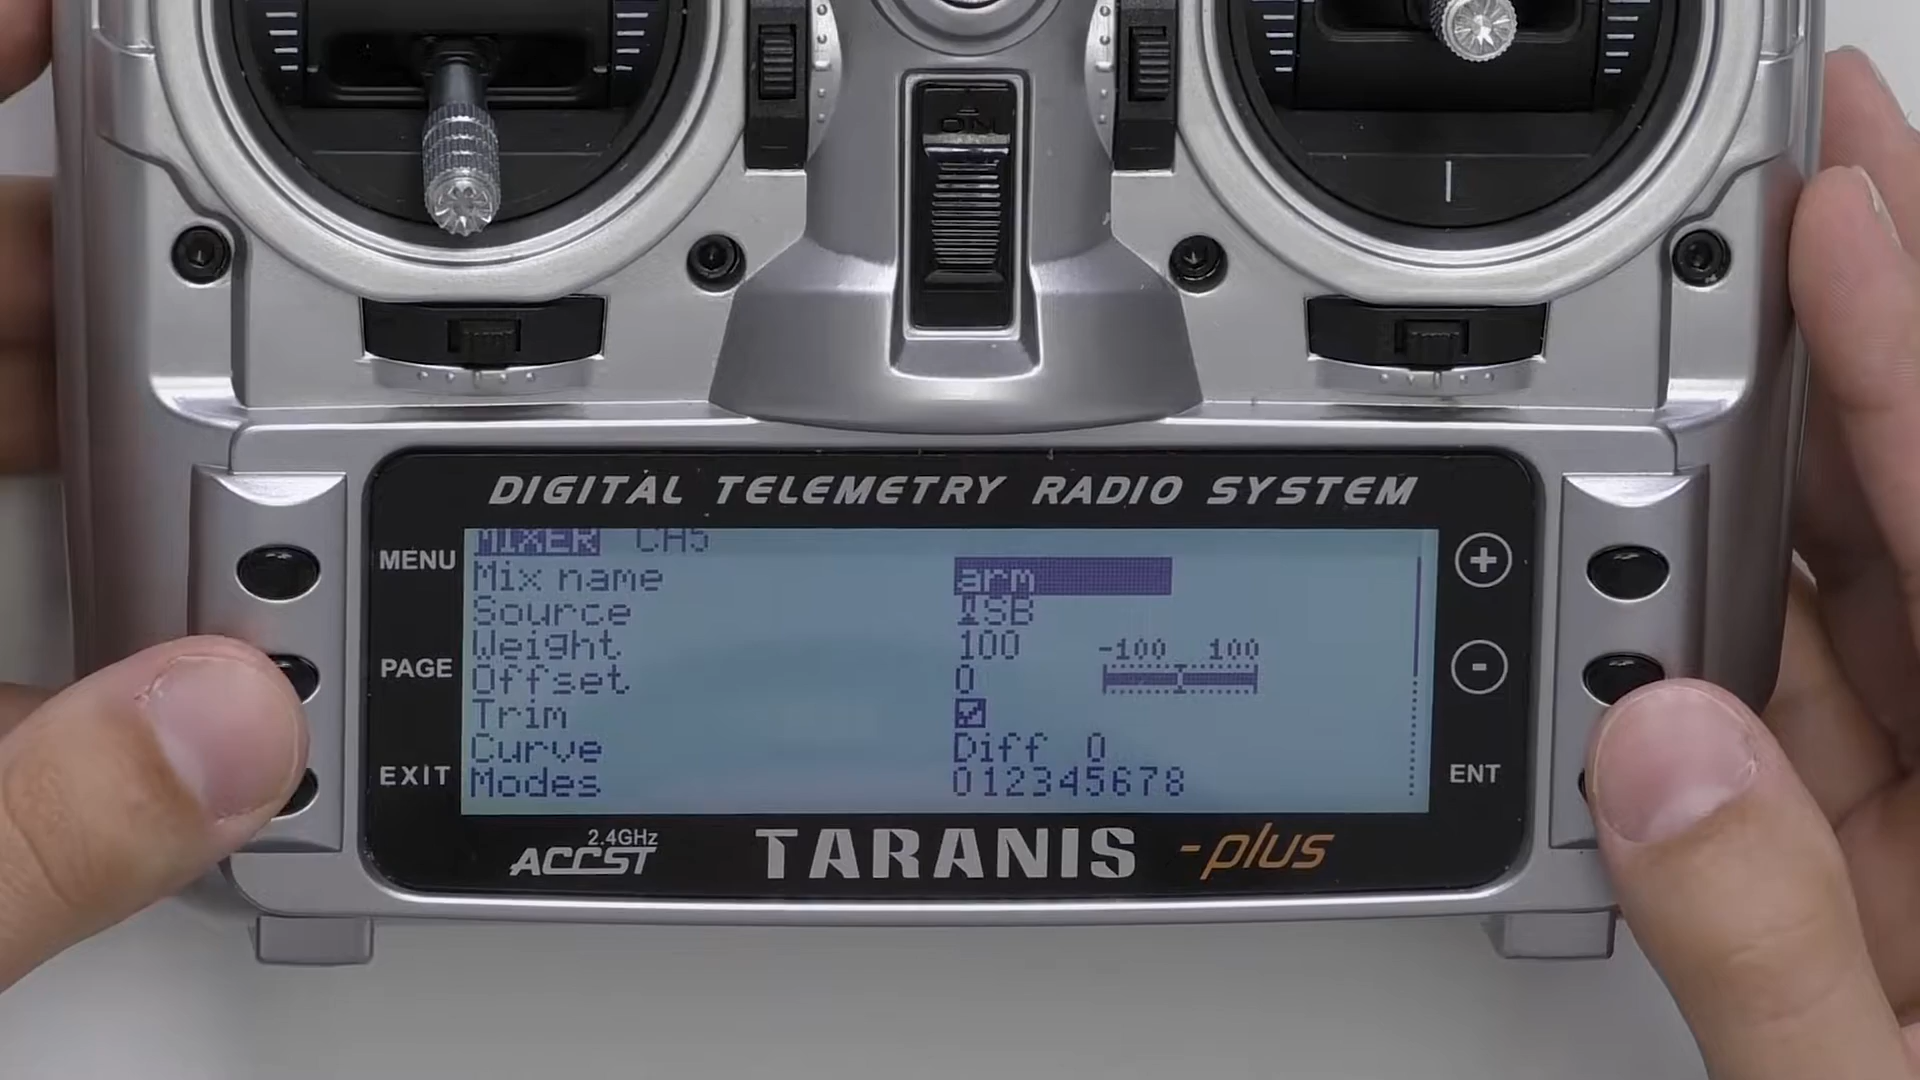 ON
DIGITAL TELEMETRY RADIO SYSTEM
MENU
PAGE
EXIT
MIXER CH5
Mix name arm
Source SB
Weight 100 -100 100
Offset 0
Trim
Curve Diff 0
Modes 012345678
+
-
ENT
2.4GHz
ACCST
TARANIS -plus